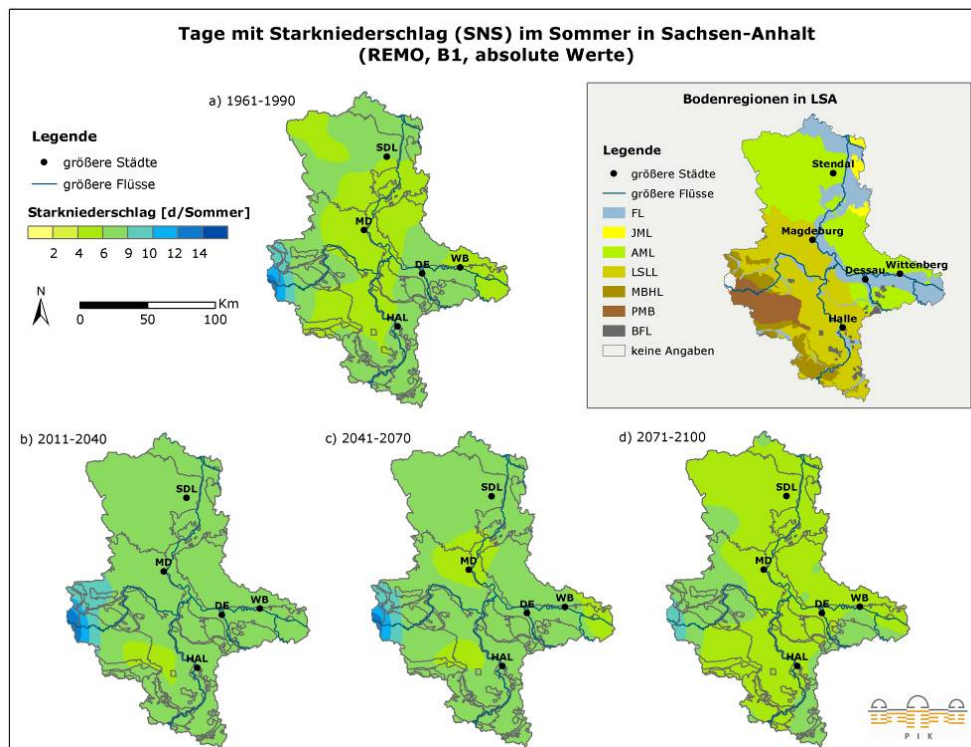 Tage mit Starkniederschlag (SNS) im Sommer in Sachsen-Anhalt
(REMO, B1, absolute Werte)
a) 1961-1990
Legende
größere Städte
größere Flüsse
Starkniederschlag [d/Sommer]
2 4 6 9 10 12 14
N
Km
0 50 100
SDL
MD
DE
WB
HAL
Bodenregionen in LSA
Legende
größere Städte
größere Flüsse
FL
JML
AML
LSLL
MBHL
PMB
BFL
keine Angaben
Stendal
Magdeburg
Dessau
Wittenberg
Halle
b) 2011-2040
SDL
MD
DE
WB
HAL
c) 2041-2070
SDL
MD
DE
WB
HAL
d) 2071-2100
SDL
MD
DE
WB
HAL
P I K